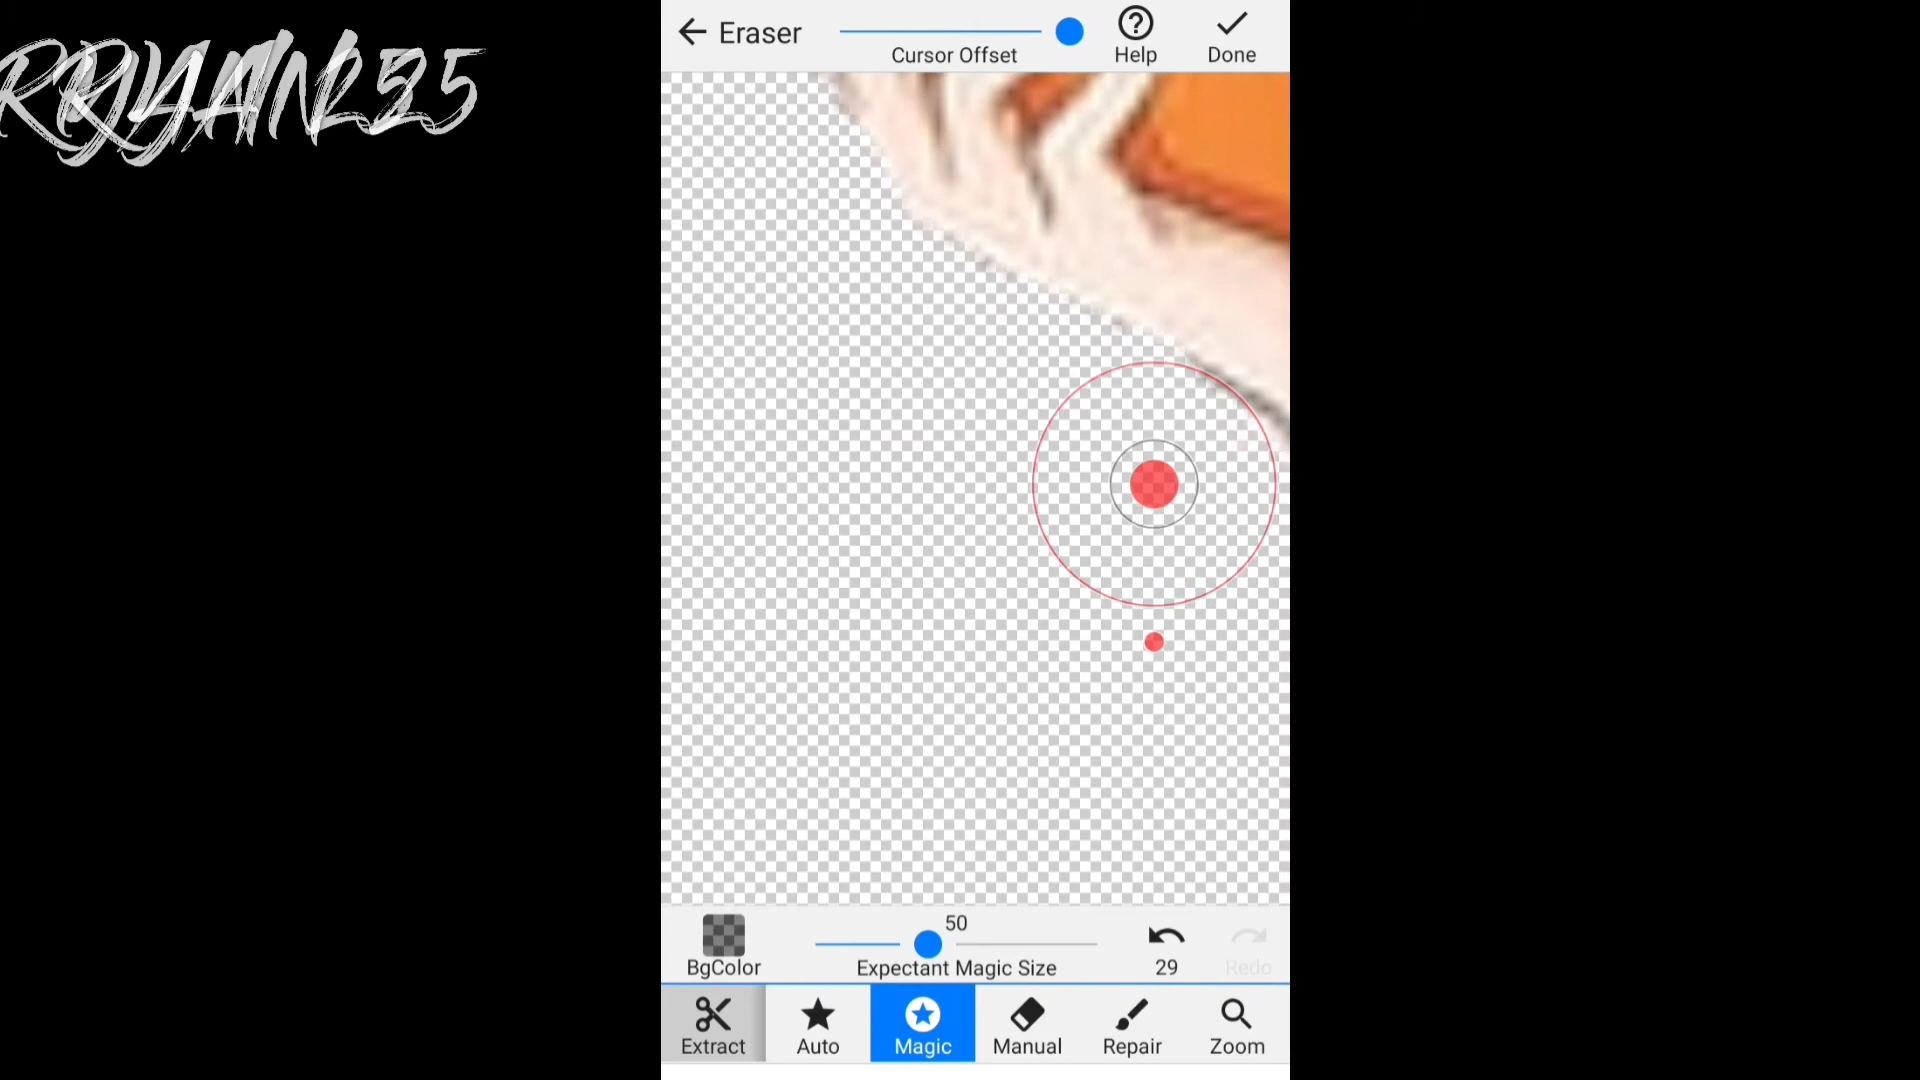 Eraser
Cursor Offset
Help
Done
50
BgColor
Expectant Magic Size
29
Redo
Extract
Auto
Magic
Manual
Repair
Zoom